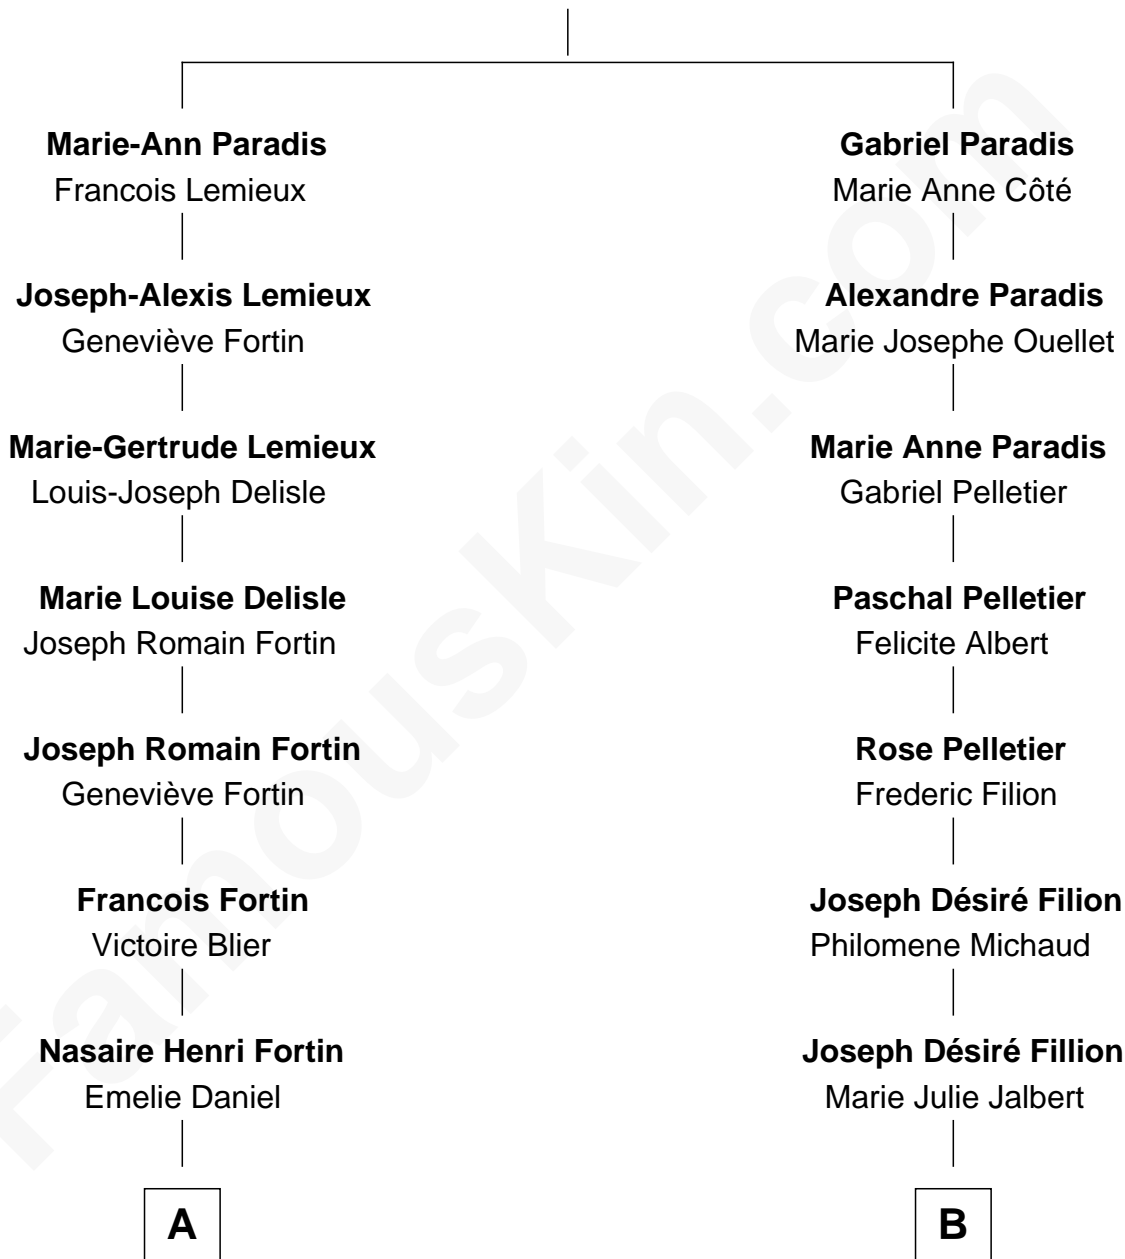 Marie-Ann Paradis
Francois Lemieux
Joseph-Alexis Lemieux
Geneviève Fortin
Marie-Gertrude Lemieux
Louis-Joseph Delisle
Marie Louise Delisle
Joseph Romain Fortin
Joseph Romain Fortin
Geneviève Fortin
Francois Fortin
Victoire Blier
Nasaire Henri Fortin
Emelie Daniel
A
Gabriel Paradis
Marie Anne Côté
Alexandre Paradis
Marie Josephe Ouellet
Marie Anne Paradis
Gabriel Pelletier
Paschal Pelletier
Felicite Albert
Rose Pelletier
Frederic Filion
Joseph Désiré Filion
Philomene Michaud
Joseph Désiré Fillion
Marie Julie Jalbert
B
FamousKin.com